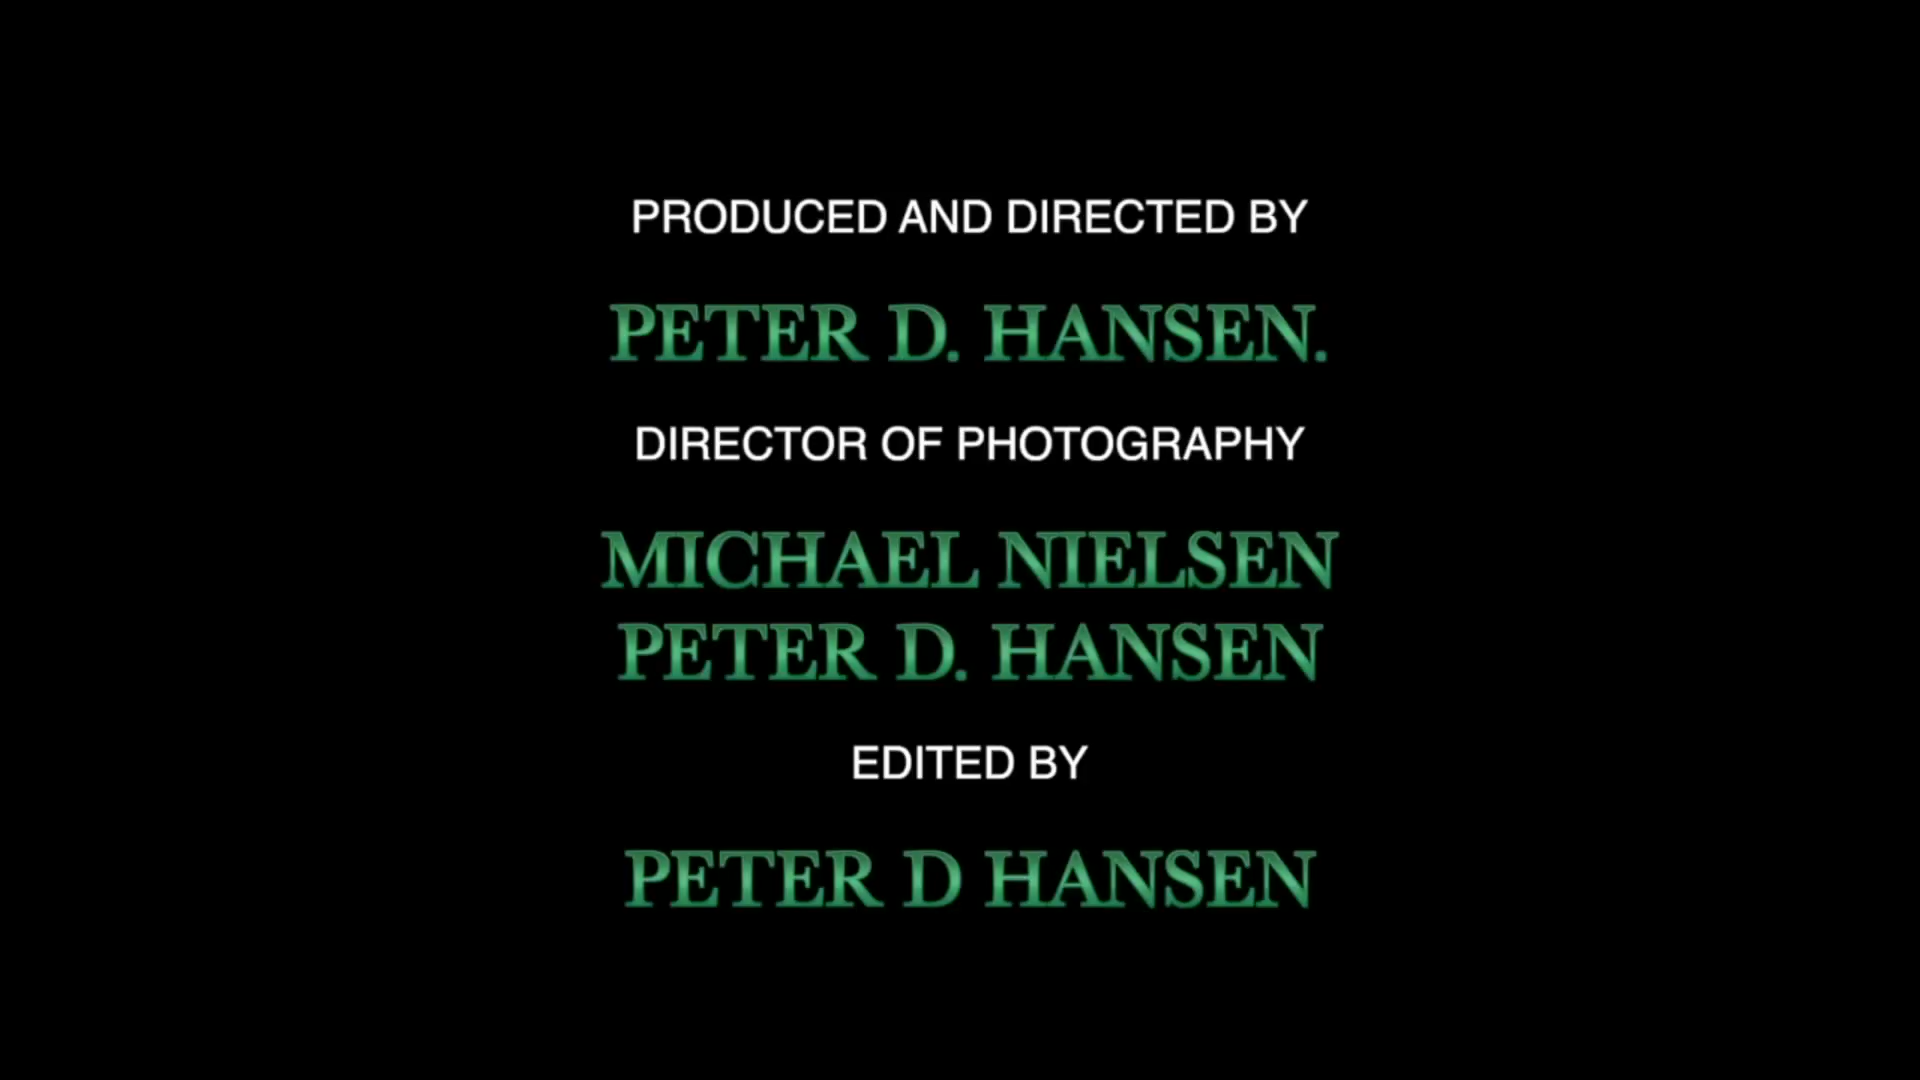 PRODUCED AND DIRECTED BY
PETER D. HANSEN.
DIRECTOR OF PHOTOGRAPHY
MICHAEL NIELSEN
PETER D. HANSEN
EDITED BY
PETER D HANSEN